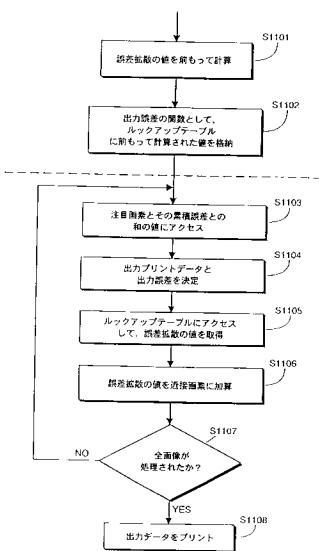 S1101
誤差拡散の値を前もって計算
S1102
出力誤差の関数として、
ルックアップテーブル
に前もって計算された値を格納
S1103
注目画素とその累積誤差との
和の値にアクセス
S1104
出力プリントデータと
出力誤差を決定
S1105
ルックアップテーブルにアクセス
して、誤差拡散の値を取得
S1106
誤差拡散の値を近接画素に加算
S1107
全画像が
処理されたか？
NO
YES
S1108
出力データをプリント